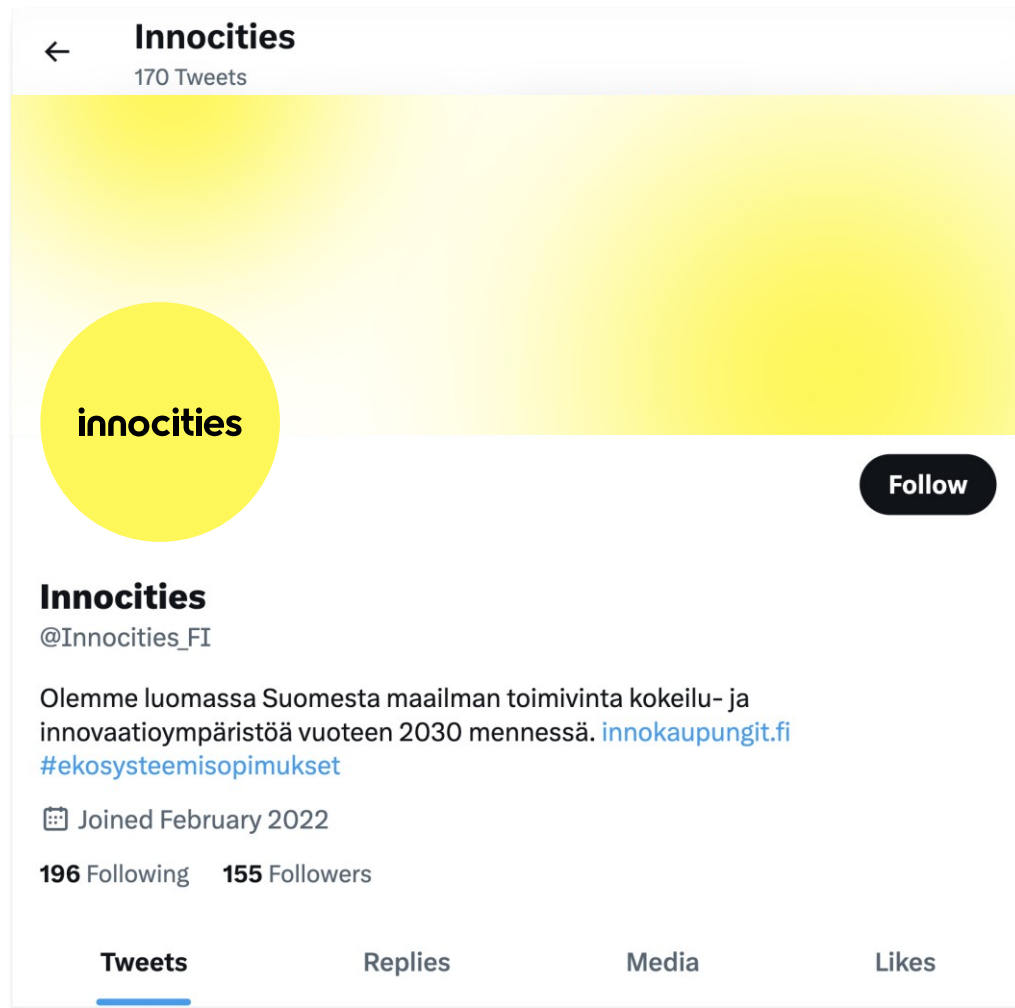 Innocities
170 Tweets
innocities
Follow
Innocities
@Innocities_FI
Olemme luomassa Suomesta maailman toimivinta kokeilu- ja
innovaatioympäristöä vuoteen 2030 mennessä. innokaupungit.fi
#ekosysteemisopimukset
Joined February 2022
196 Following 155 Followers
Tweets Replies Media Likes